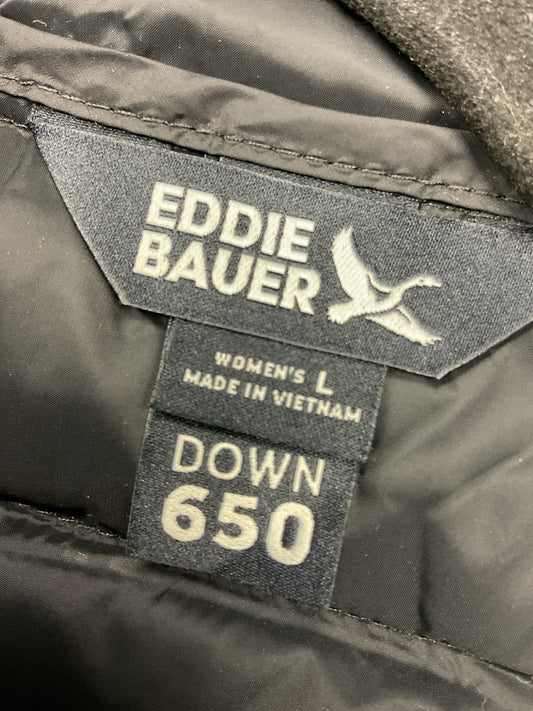 EDDIE
BAUER
WOMEN'S L
MADE IN VIETNAM
DOWN
650